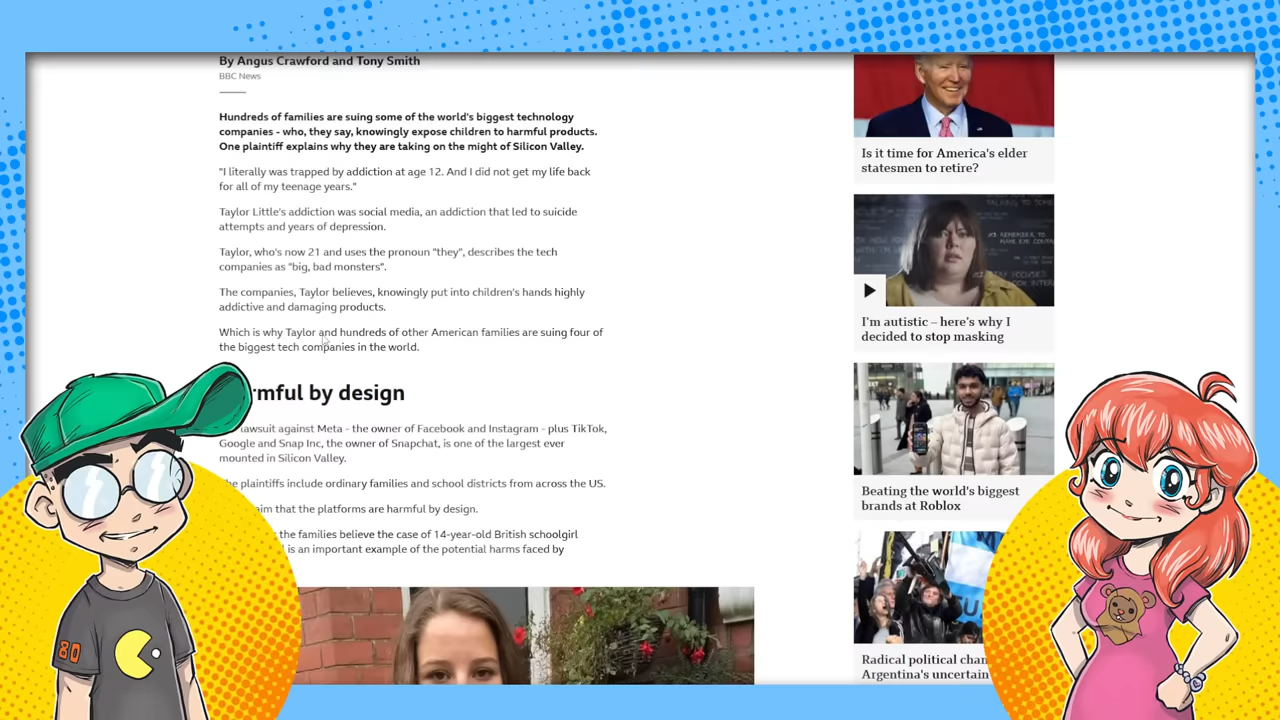 By Angus Crawford and Tony Smith
BBC News
Hundreds of families are suing some of the world's biggest technology
companies - who, they say, knowingly expose children to harmful products.
One plaintiff explains why they are taking on the might of Silicon Valley.
"I literally was trapped by addiction at age 12. And I did not get my life back
for all of my teenage years."
Taylor Little's addiction was social media, an addiction that led to suicide
attempts and years of depression.
Taylor, who's now 21 and uses the pronoun "they", describes the tech
companies as "big, bad monsters".
The companies, Taylor believes, knowingly put into children's hands highly
addictive and damaging products.
Which is why Taylor and hundreds of other American families are suing four of
the biggest tech companies in the world.
rmful by design
lawsuit against Meta - the owner of Facebook and Instagram - plus TikTok,
Google and Snap Inc, the owner of Snapchat, is one of the largest ever
mounted in Silicon Valley.
he plaintiffs include ordinary families and school districts from across the US.
aim that the platforms are harmful by design.
the families believe the case of 14-year-old British schoolgirl
l is an important example of the potential harms faced by
Is it time for America's elder
statesmen to retire?
I'm autistic – here's why I
decided to stop masking
Beating the world's biggest
brands at Roblox
Radical political chan
Argentina's uncertain
80